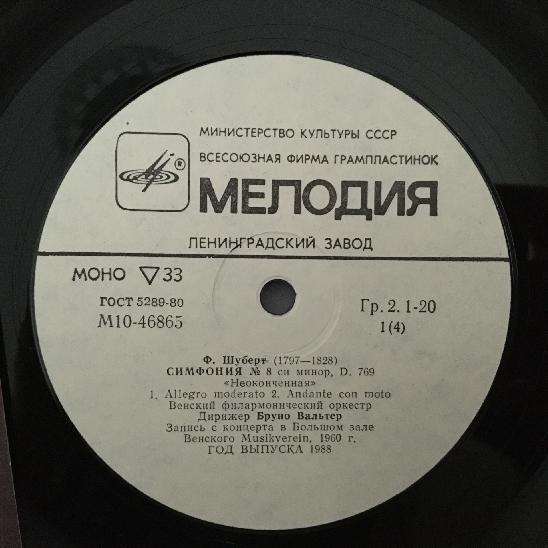 МИНИСТЕРСТВО КУЛЬТУРЫ СССР
ВСЕСОЮЗНАЯ ФИРМА ГРАМПЛАСТИНОК
®
МЕЛОДИЯ
ЛЕНИНГРАДСКИЙ ЗАВОД
МОНО ▽ 33
ГОСТ 5289-80
М10-46865
Гр. 2. 1-20
1(4)
Ф. Шуберт (1797—1828)
СИМФОНИЯ № 8 си минор, D. 769
«Неоконченная»
1. Allegro moderato 2. Andante con moto
Венский филармонический оркестр
Дирижер Бруно Вальтер
Запись с концерта в Большом зале
Венского Musikverein, 1960 г.
ГОД ВЫПУСКА 1988